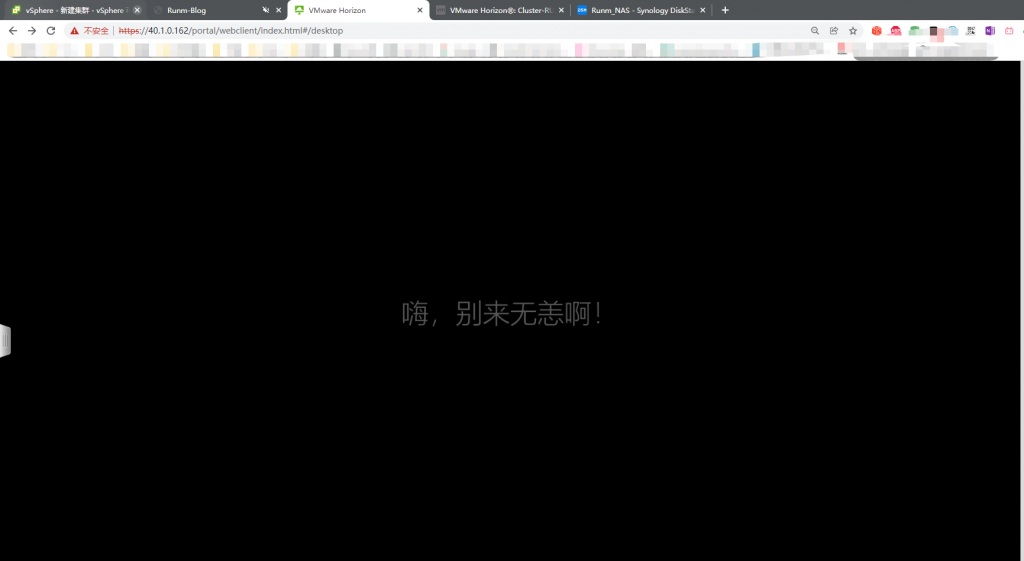 vSphere - 新建集群 - vSphere
Runm-Blog
VMware Horizon
VMware Horizon®: Cluster-RU
Runm_NAS - Synology DiskSta
不安全 | https://40.1.0.162/portal/webclient/index.html#/desktop
嗨，别来无恙啊！